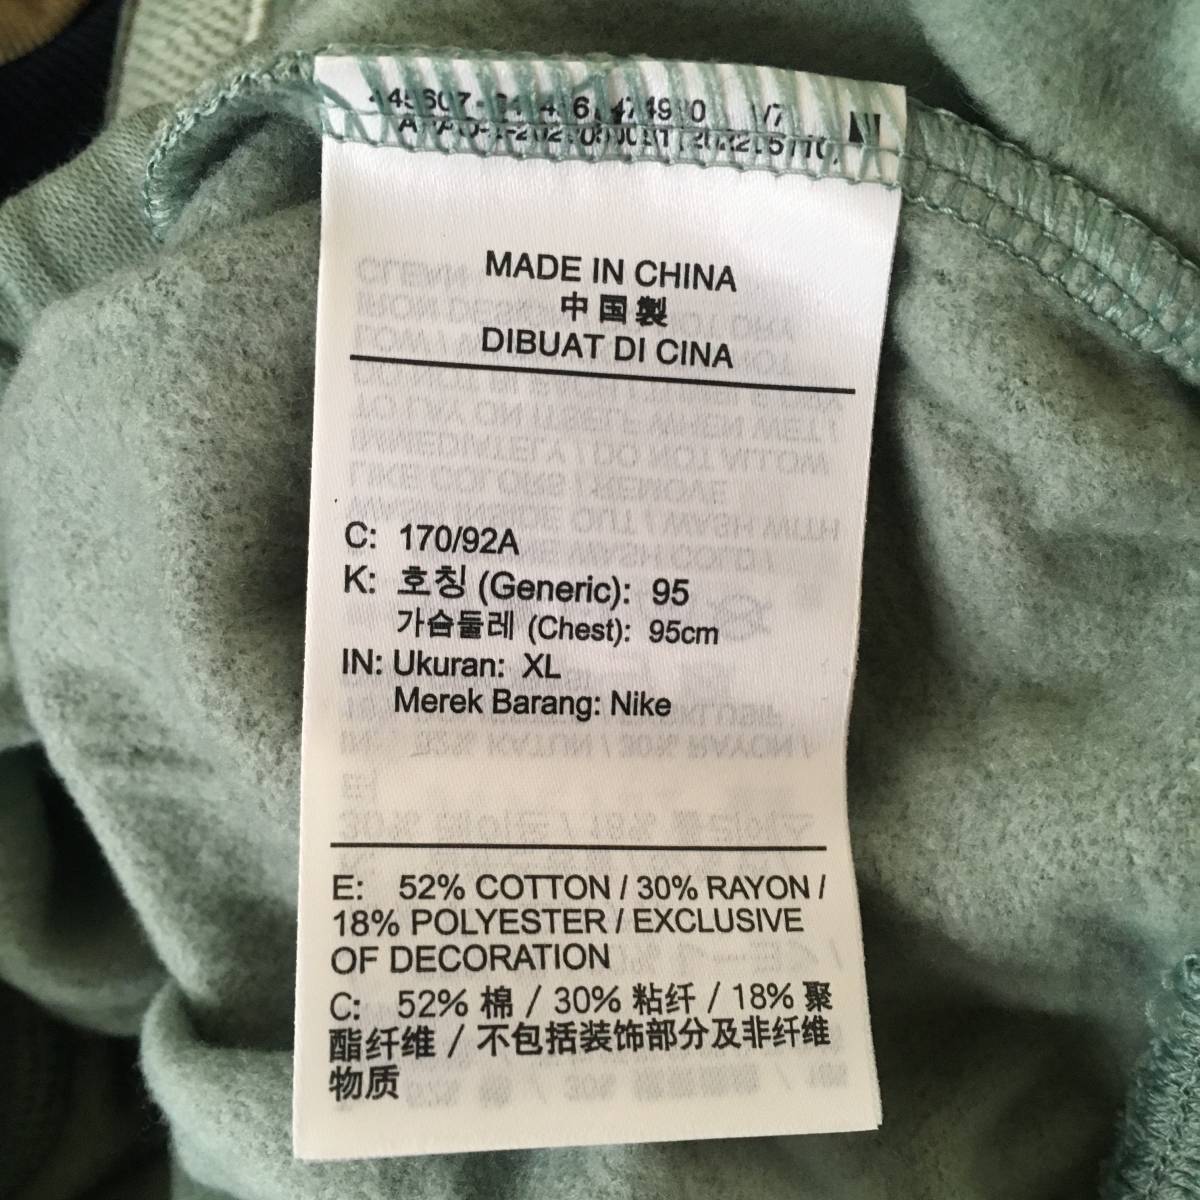 MADE IN CHINA
中国製
DIBUAT DI CINA
C: 170/92A
K: 호칭 (Generic): 95
가슴둘레 (Chest): 95cm
IN: Ukuran: XL
Merek Barang: Nike
E: 52% COTTON / 30% RAYON /
18% POLYESTER / EXCLUSIVE
OF DECORATION
C: 52% 棉 / 30% 粘纤 / 18% 聚
酯纤维 / 不包括装饰部分及非纤维
物质